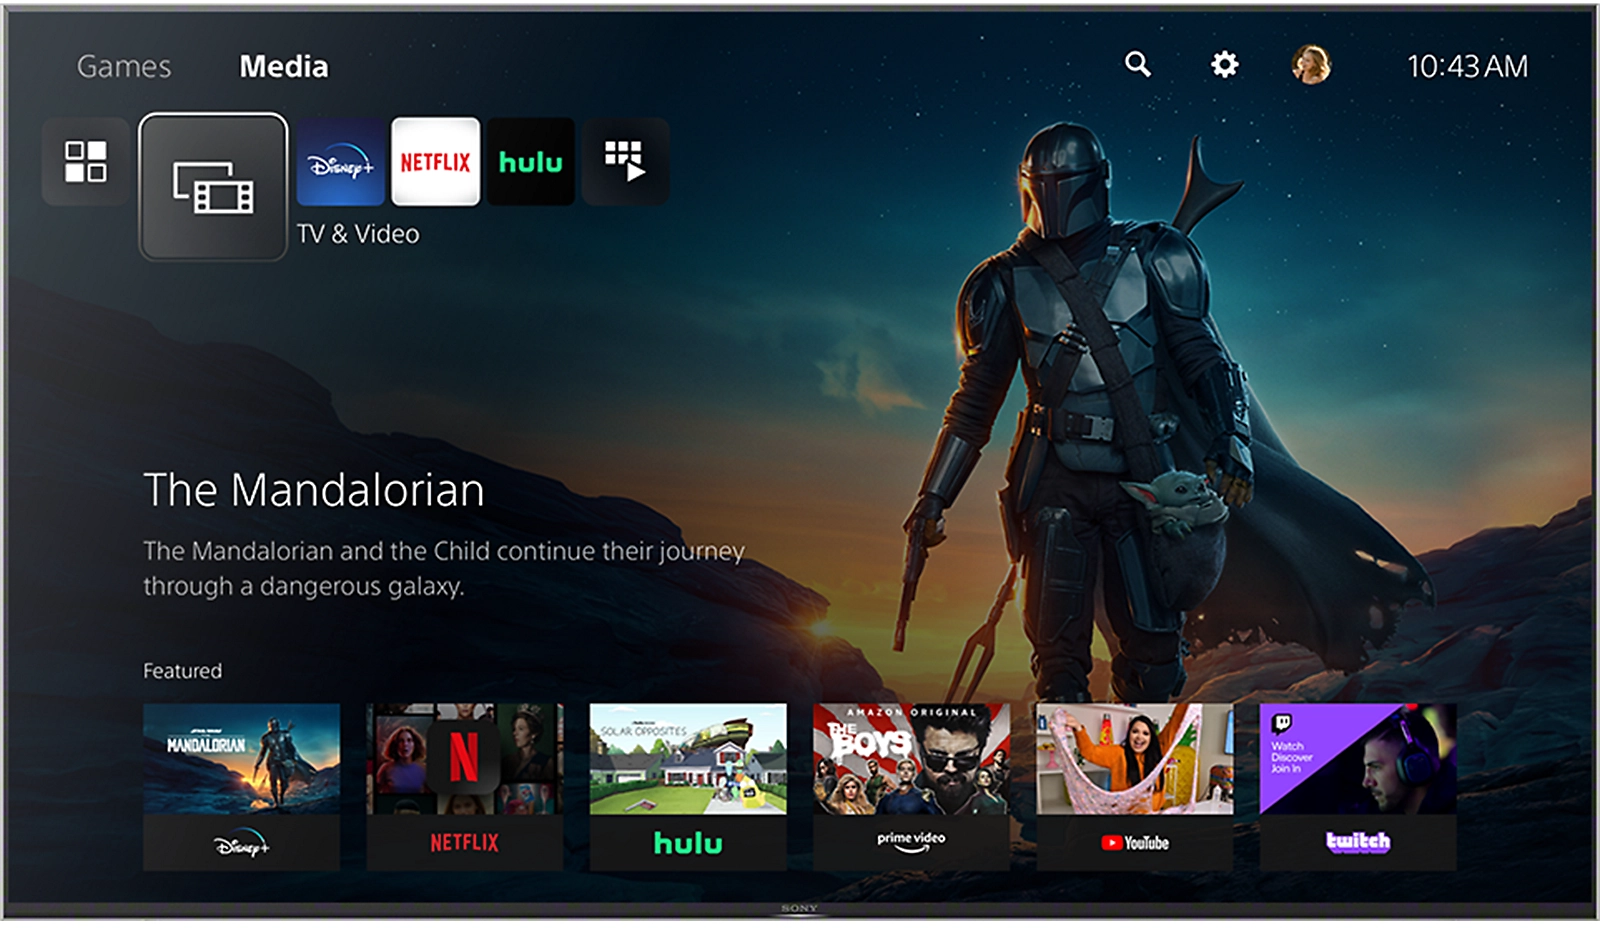 Games
Media
10:43 AM
Disney+
NETFLIX
hulu
TV & Video
The Mandalorian
The Mandalorian and the Child continue their journey
through a dangerous galaxy.
Featured
STAR WARS
MANDALORIAN
N
SOLAR OPPOSITES
AMAZON ORIGINAL
THE
BOYS
Watch
Discover
Join In
Disney+
NETFLIX
hulu
prime video
YouTube
twitch
SONY